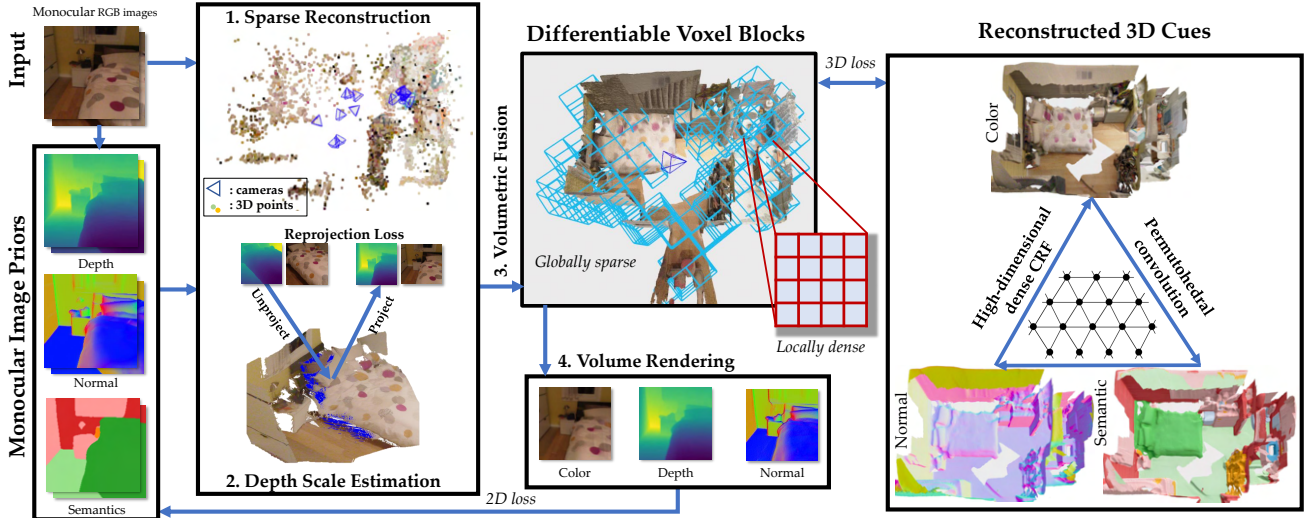 Input
Monocular RGB images
Monocular Image Priors
Depth
Normal
Semantics
1. Sparse Reconstruction
: cameras
: 3D points
Reprojection Loss
Unproject
Project
2. Depth Scale Estimation
3. Volumetric Fusion
Differentiable Voxel Blocks
Globally sparse
Locally dense
4. Volume Rendering
Color
Depth
Normal
2D loss
3D loss
Reconstructed 3D Cues
Color
High-dimensional
dense CRF
Permutohedral
convolution
Normal
Semantic